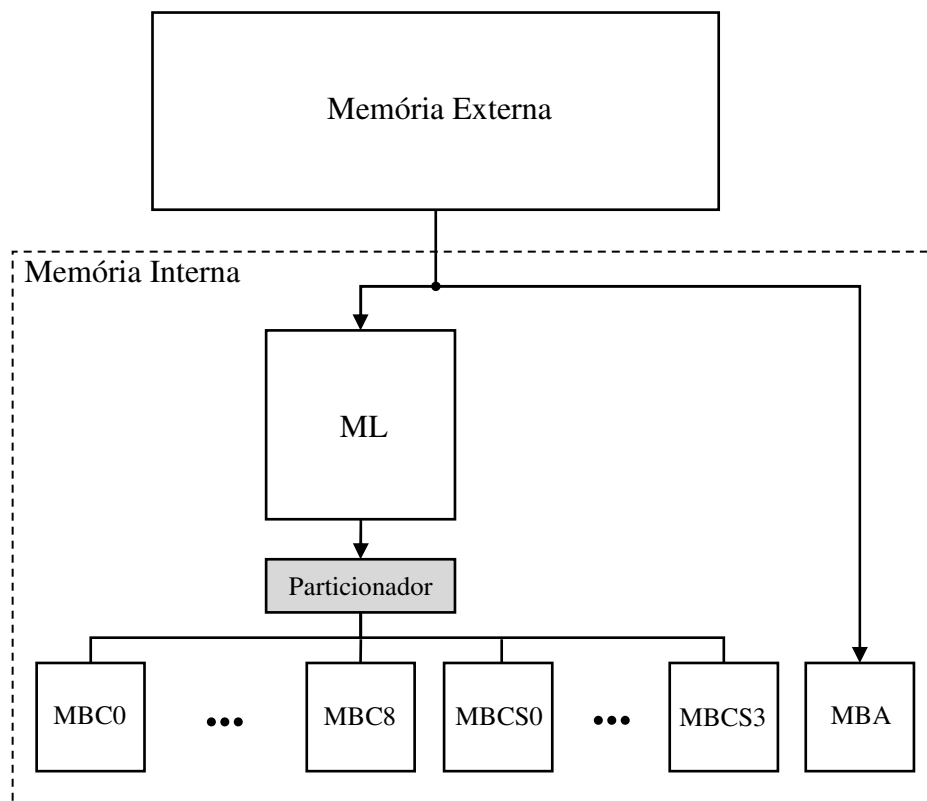 Memória Externa
Memória Interna
ML
Particionador
MBC0
•••
MBC8
MBCS0
•••
MBCS3
MBA